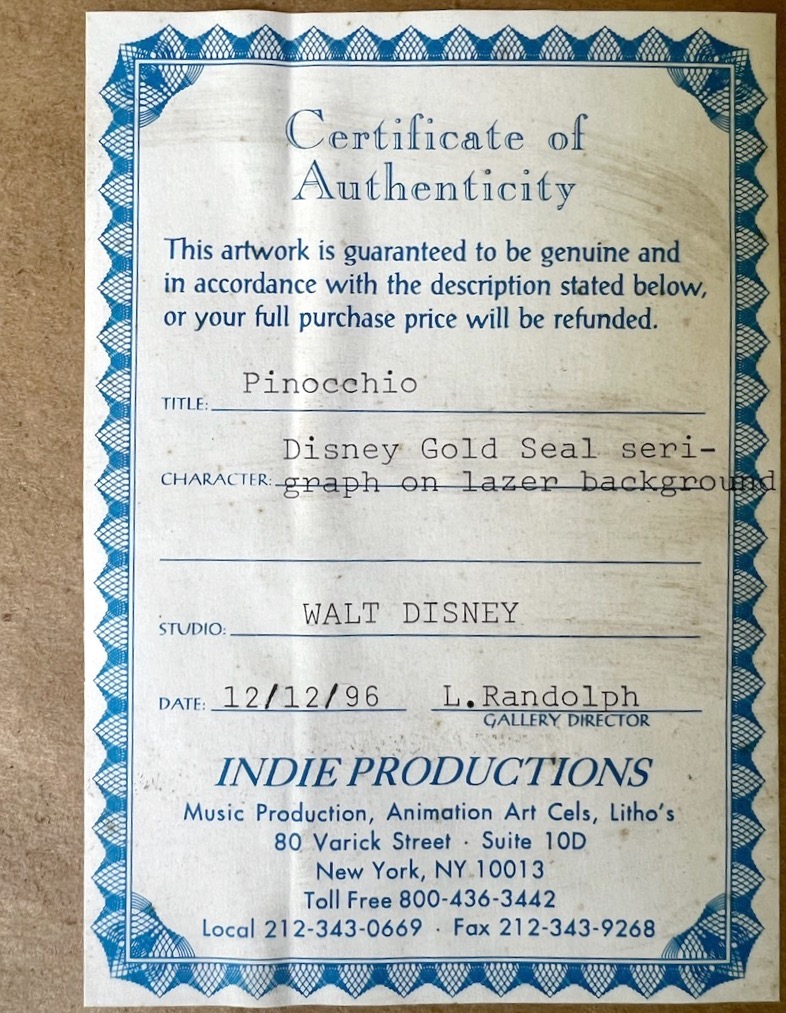 Certificate of
Authenticity
This artwork is guaranteed to be genuine and
in accordance with the description stated below,
or your full purchase price will be refunded.
Pinocchio
TITLE:
Disney Gold Seal seri-
CHARACTER: graph on lazer background
STUDIO: WALT DISNEY
DATE: 12/12/96 L.Randolph
GALLERY DIRECTOR
INDIE PRODUCTIONS
Music Production, Animation Art Cels, Litho's
80 Varick Street · Suite 10D
New York, NY 10013
Toll Free 800-436-3442
Local 212-343-0669 · Fax 212-343-9268